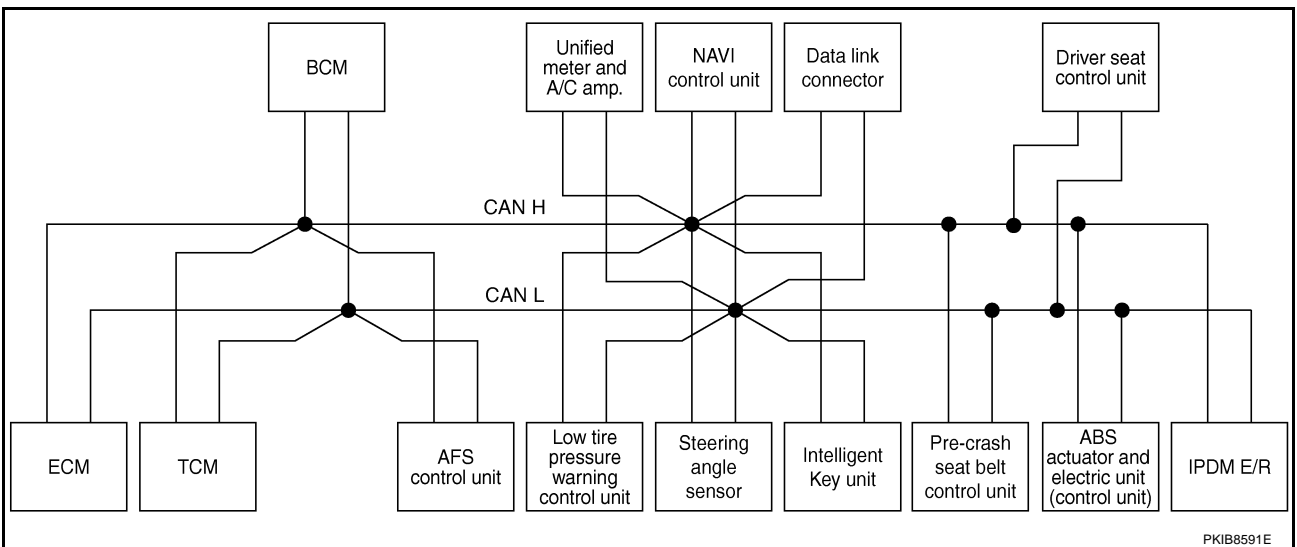 BCM
Unified
meter and
A/C amp.
NAVI
control unit
Data link
connector
Driver seat
control unit
CAN H
CAN L
ECM
TCM
AFS
control unit
Low tire
pressure
warning
control unit
Steering
angle
sensor
Intelligent
Key unit
Pre-crash
seat belt
control unit
ABS
actuator and
electric unit
(control unit)
IPDM E/R
PKIB8591E